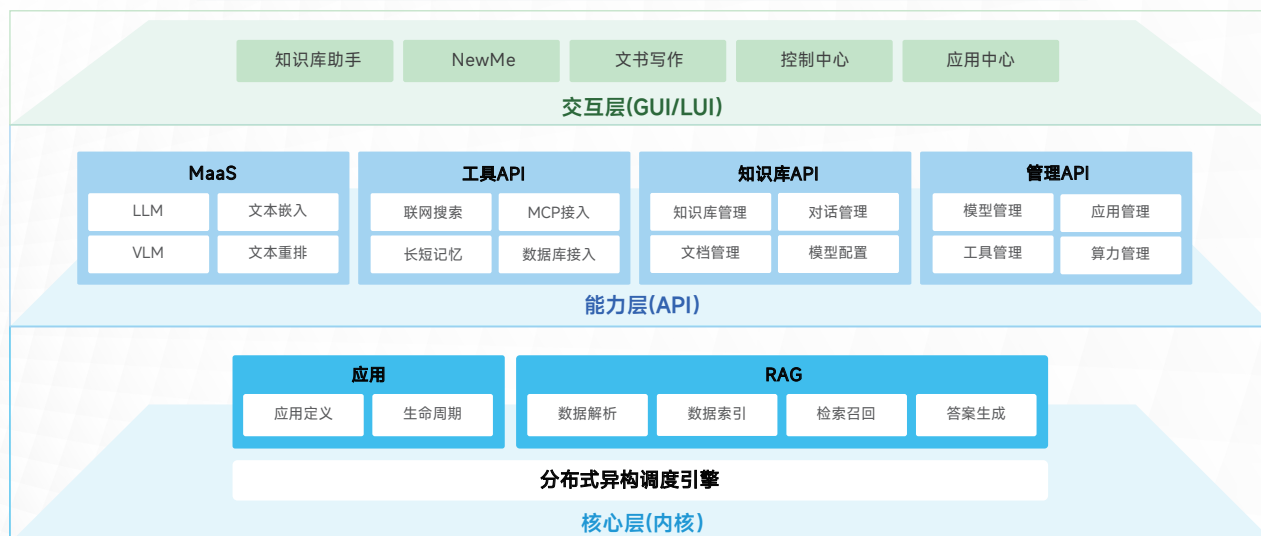 知识库助手 NewMe 文书写作 控制中心 应用中心
交互层(GUI/LUI)
MaaS 工具API 知识库API 管理API
LLM 文本嵌入 联网搜索 MCP接入 知识库管理 对话管理 模型管理 应用管理
VLM 文本重排 长短记忆 数据库接入 文档管理 模型配置 工具管理 算力管理
能力层(API)
应用 RAG
应用定义 生命周期 数据解析 数据索引 检索召回 答案生成
分布式异构调度引擎
核心层(内核)